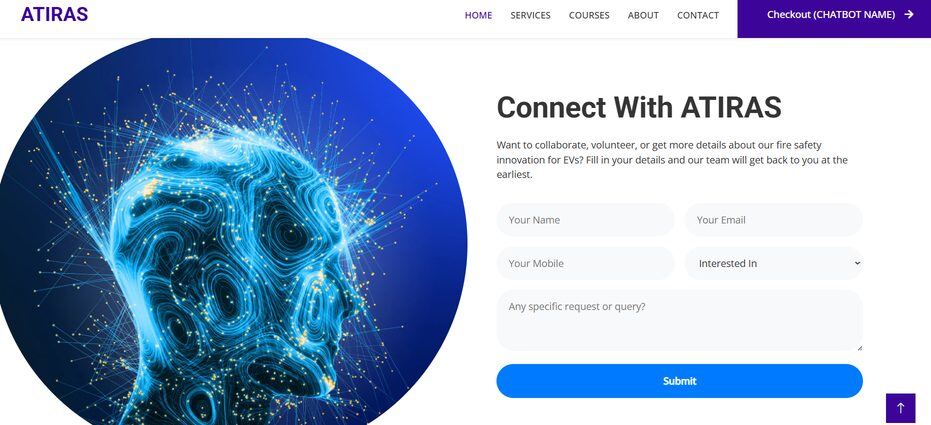 ATIRAS
HOME SERVICES COURSES ABOUT CONTACT
Checkout (CHATBOT NAME)
Connect With ATIRAS
Want to collaborate, volunteer, or get more details about our fire safety
innovation for EVs? Fill in your details and our team will get back to you at the
earliest.
Your Name
Your Email
Your Mobile
Interested In
Any specific request or query?
Submit